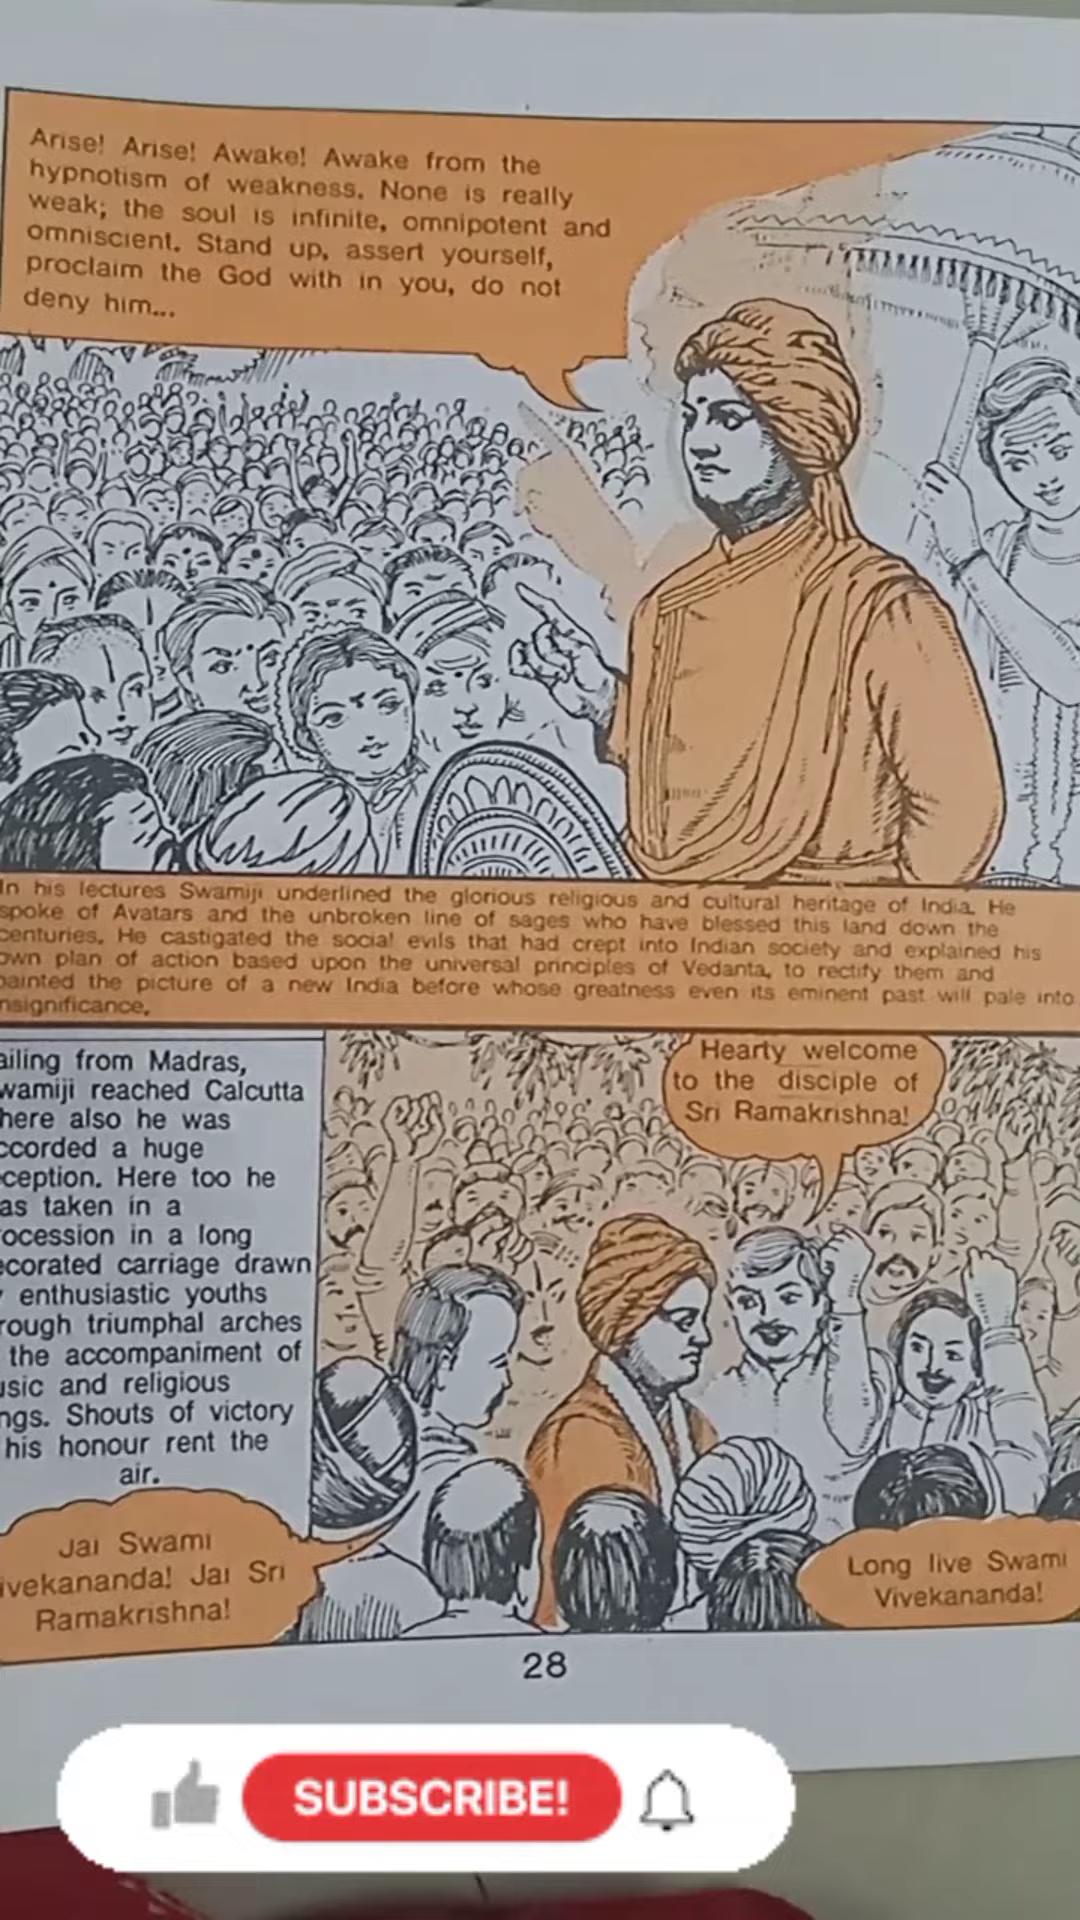 Arise! Arise! Awake! Awake from the
hypnotism of weakness. None is really
weak; the soul is infinite, omnipotent and
omniscient. Stand up, assert yourself,
proclaim the God with in you, do not
deny him...
In his lectures Swamiji underlined the glorious religious and cultural heritage of India. He
spoke of Avatars and the unbroken line of sages who have blessed this land down the
centuries. He castigated the social evils that had crept into Indian society and explained his
own plan of action based upon the universal principles of Vedanta, to rectify them and
painted the picture of a new India before whose greatness even its eminent past will pale into
nsignificance.
ailing from Madras,
wamiji reached Calcutta
here also he was
ccorded a huge
ception. Here too he
as taken in a
ocession in a long
ecorated carriage drawn
enthusiastic youths
rough triumphal arches
the accompaniment of
usic and religious
ngs. Shouts of victory
his honour rent the
air.
Hearty welcome
to the disciple of
Sri Ramakrishna!
Jai Swami
ivekananda! Jai Sri
Ramakrishna!
Long live Swami
Vivekananda!
28
SUBSCRIBE!